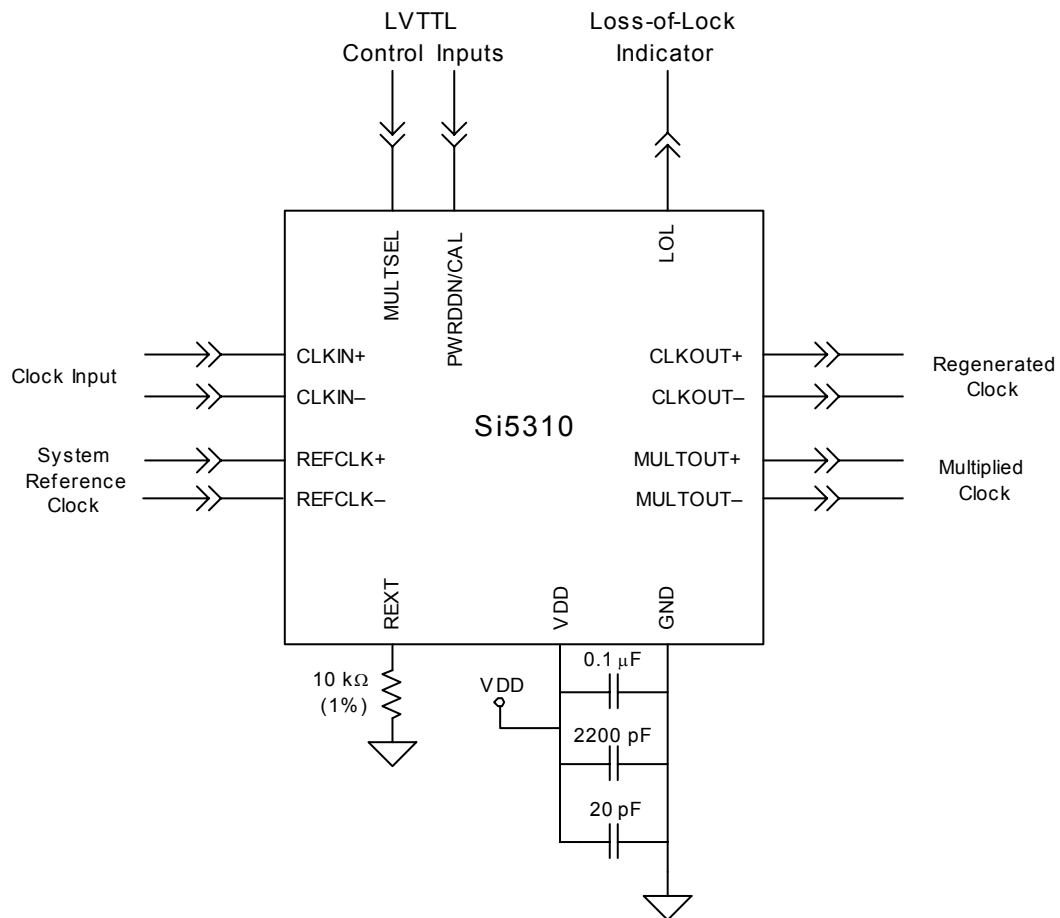 LVTTL
Control Inputs
Loss-of-Lock
Indicator
MULTSEL
PWRDDN/CAL
LOL
Clock Input
CLKIN+
CLKIN–
CLKOUT+
CLKOUT–
Regenerated
Clock
Si5310
System
Reference
Clock
REFCLK+
REFCLK–
MULTOUT+
MULTOUT–
Multiplied
Clock
REXT
VDD
GND
10 kΩ
(1%)
VDD
0.1 μF
2200 pF
20 pF